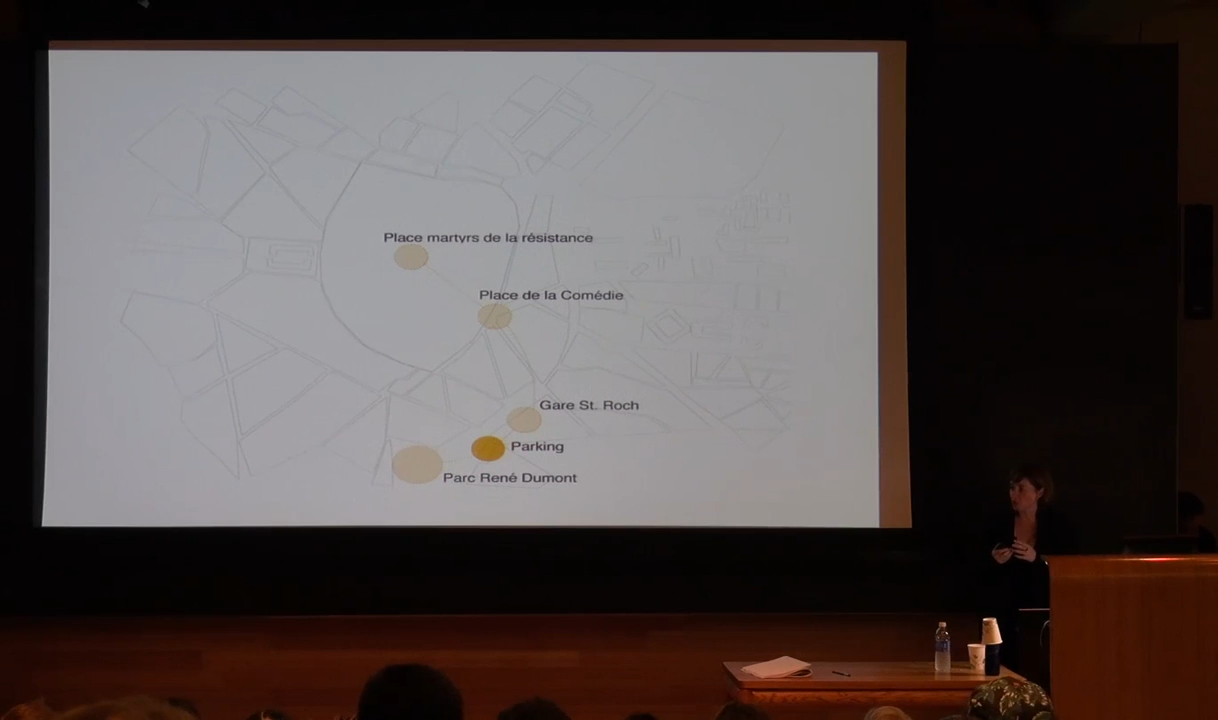 Place martyrs de la résistance
Place de la Comédie
Gare St. Roch
Parking
Parc René Dumont